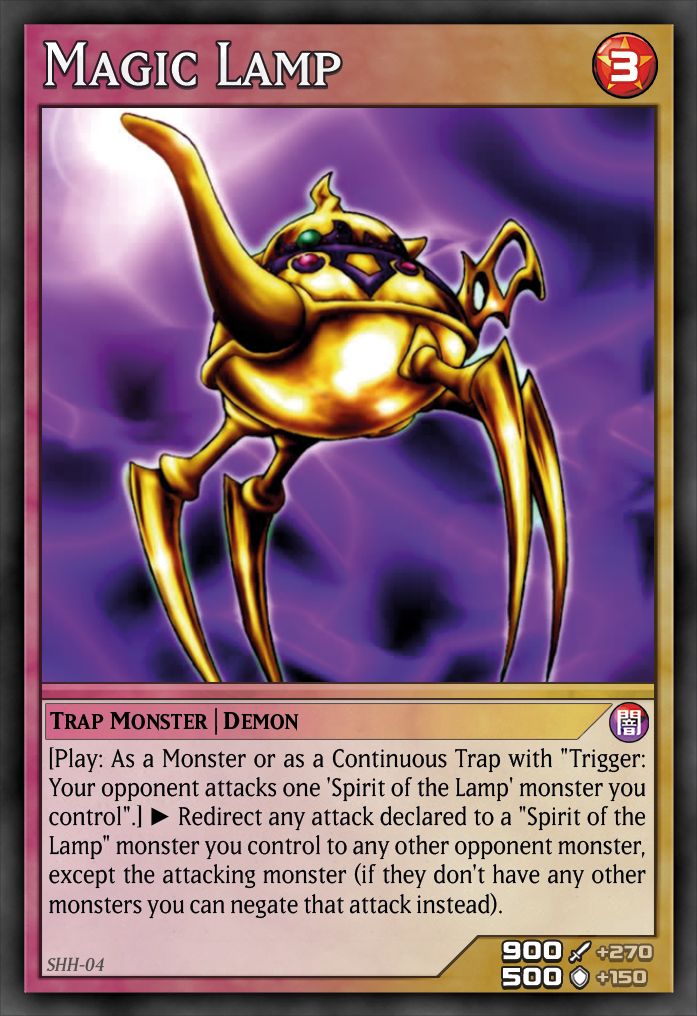 Magic Lamp
3
Trap Monster | Demon
闇
[Play: As a Monster or as a Continuous Trap with "Trigger:
Your opponent attacks one 'Spirit of the Lamp' monster you
control".] ► Redirect any attack declared to a "Spirit of the
Lamp" monster you control to any other opponent monster,
except the attacking monster (if they don't have any other
monsters you can negate that attack instead).
900 +270
SHH-04
500 +150